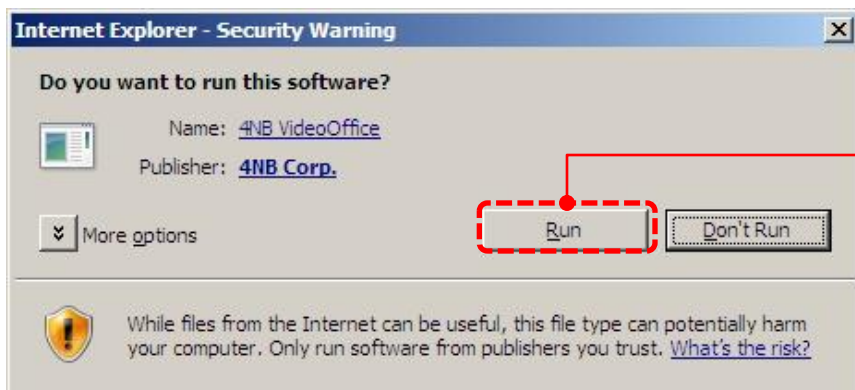 Internet Explorer - Security Warning
Do you want to run this software?
Name: 4NB VideoOffice
Publisher: 4NB Corp.
More options
Run
Don't Run
While files from the Internet can be useful, this file type can potentially harm
your computer. Only run software from publishers you trust. What's the risk?